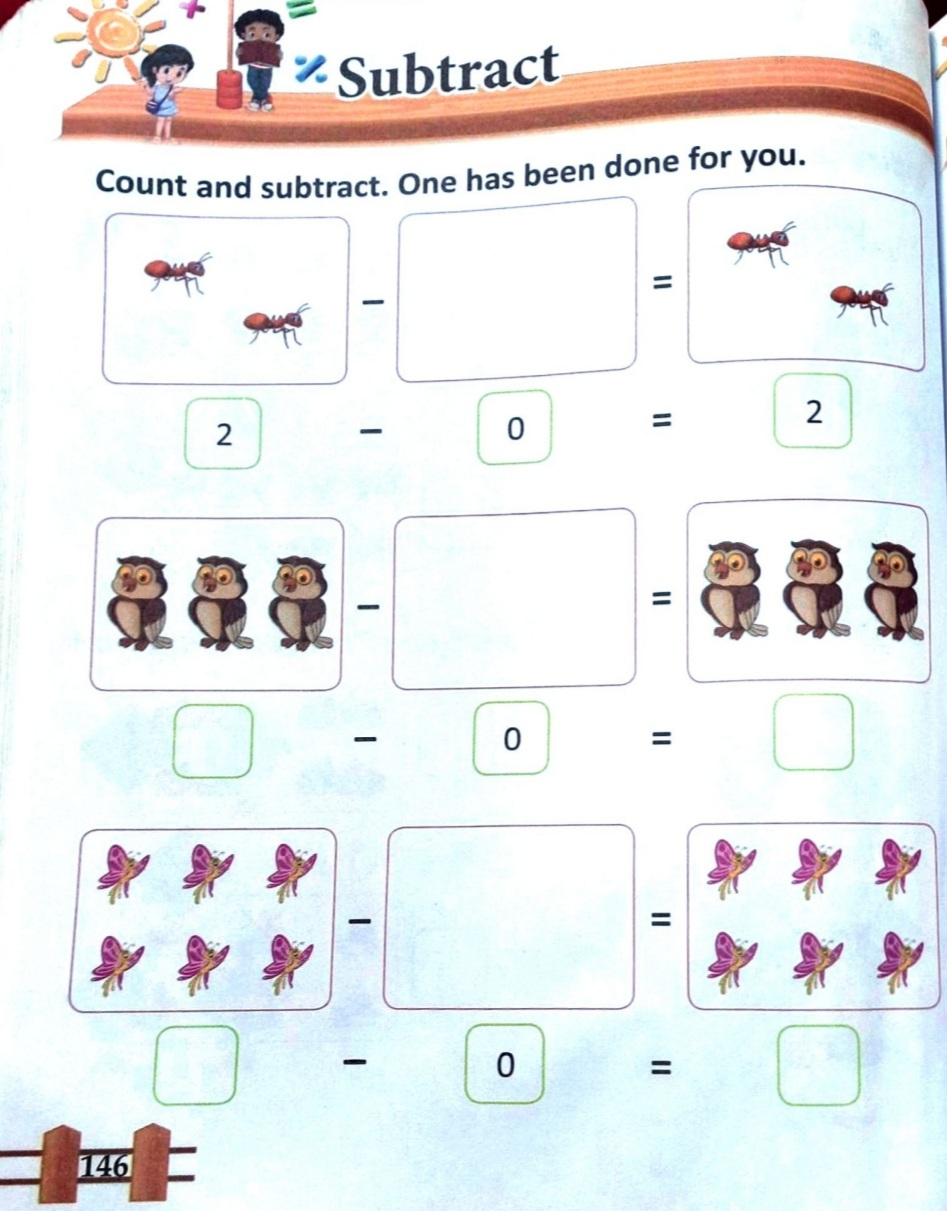 Subtract
Count and subtract. One has been done for you.
− =
2 − 0 = 2
− =
− 0 =
− =
− 0 =
146